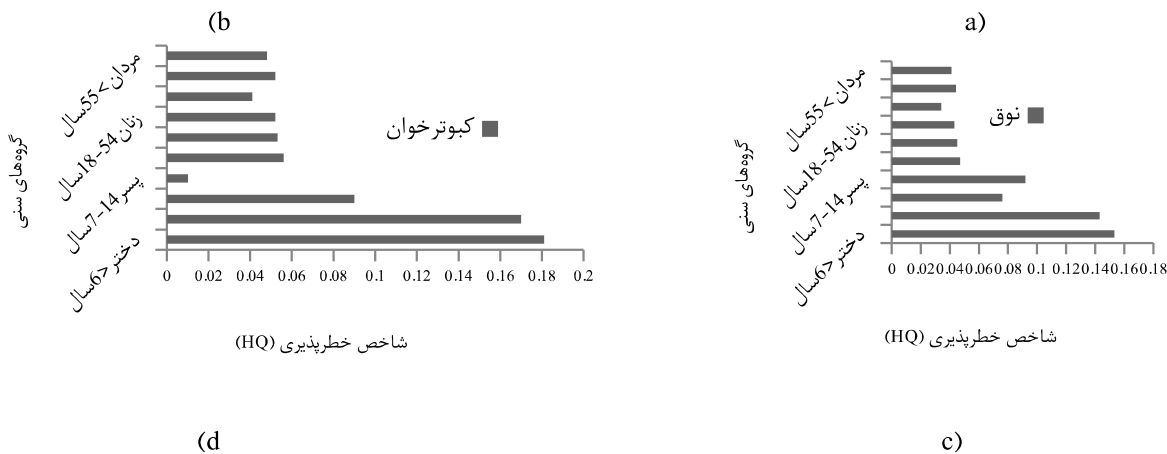 a)
نوق
گروه‌های سنی
مردان >55سال
زنان 54-18سال
پسر 14-7سال
دختر <6سال
0 0.02 0.04 0.06 0.08 0.1 0.12 0.14 0.16 0.18
شاخص خطرپذیری (HQ)
(b
کبوترخوان
گروه‌های سنی
مردان >55سال
زنان 54-18سال
پسر 14-7سال
دختر <6سال
0 0.02 0.04 0.06 0.08 0.1 0.12 0.14 0.16 0.18 0.2
شاخص خطرپذیری (HQ)
c)
(d